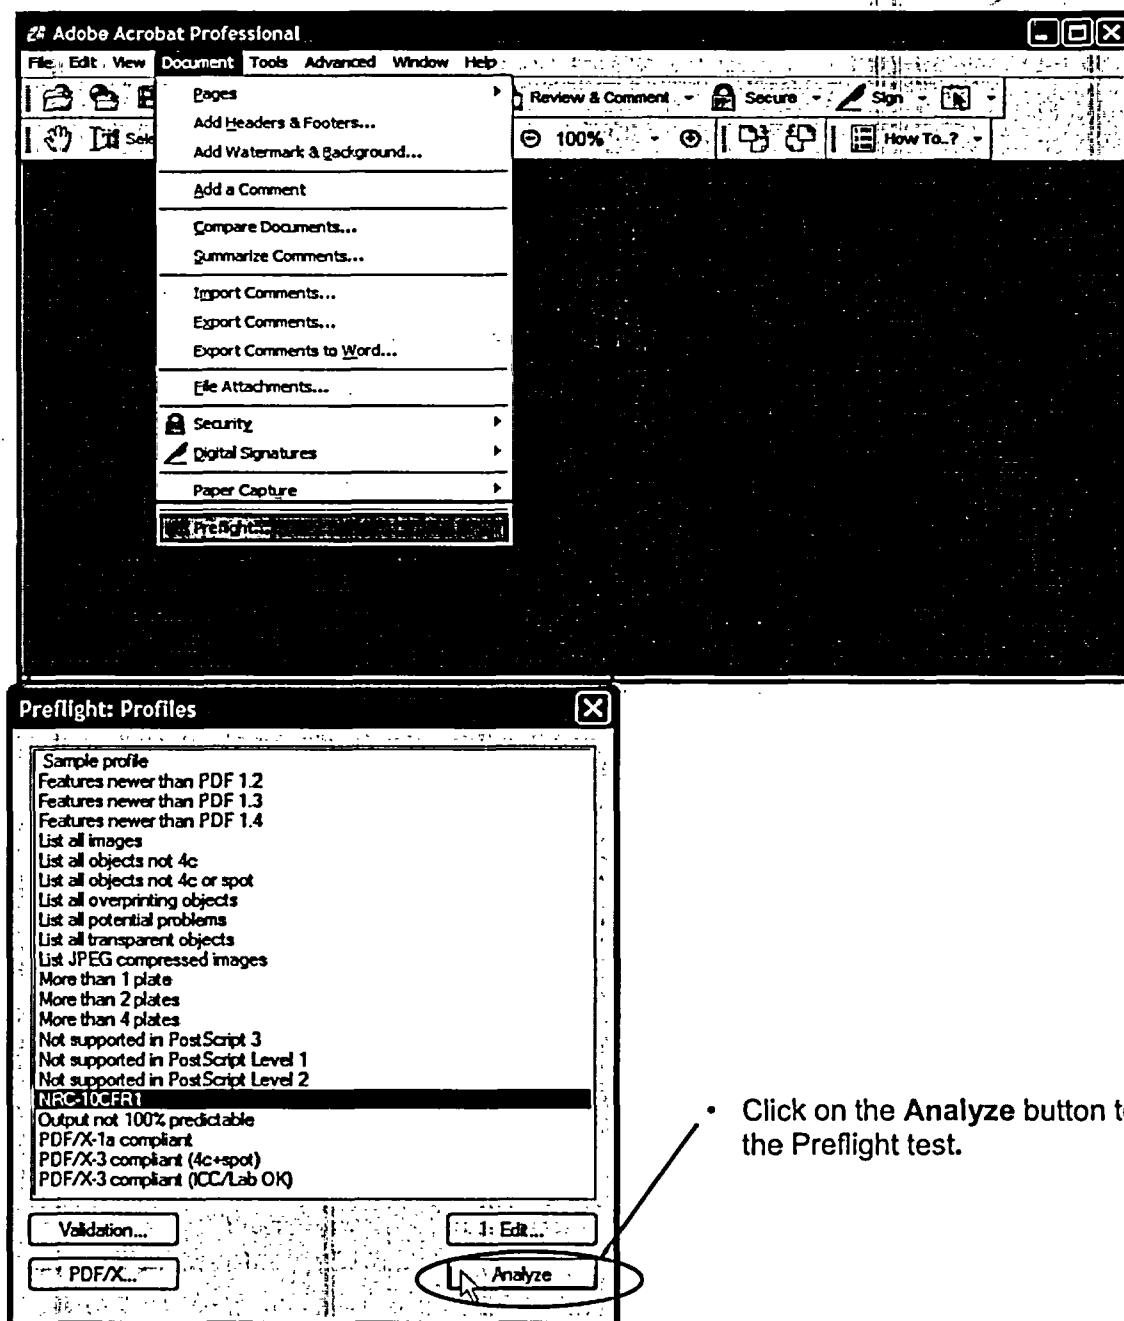 Adobe Acrobat Professional
File Edit View Document Tools Advanced Window Help
Pages
Review & Comment Secure Sign
Add Headers & Footers...
100% How To..?
Add Watermark & Background...
Add a Comment
Compare Documents...
Summarize Comments...
Import Comments...
Export Comments...
Export Comments to Word...
File Attachments...
Security
Digital Signatures
Paper Capture
Preflight...
Preflight: Profiles
Sample profile
Features newer than PDF 1.2
Features newer than PDF 1.3
Features newer than PDF 1.4
List all images
List all objects not 4c
List all objects not 4c or spot
List all overprinting objects
List all potential problems
List all transparent objects
List JPEG compressed images
More than 1 plate
More than 2 plates
More than 4 plates
Not supported in PostScript 3
Not supported in PostScript Level 1
Not supported in PostScript Level 2
NRC-10CFR1
Output not 100% predictable
PDF/X-1a compliant
PDF/X-3 compliant (4c+spot)
PDF/X-3 compliant (ICC/Lab OK)
Validation... Edit...
PDF/X... Analyze
• Click on the Analyze button
the Preflight test.